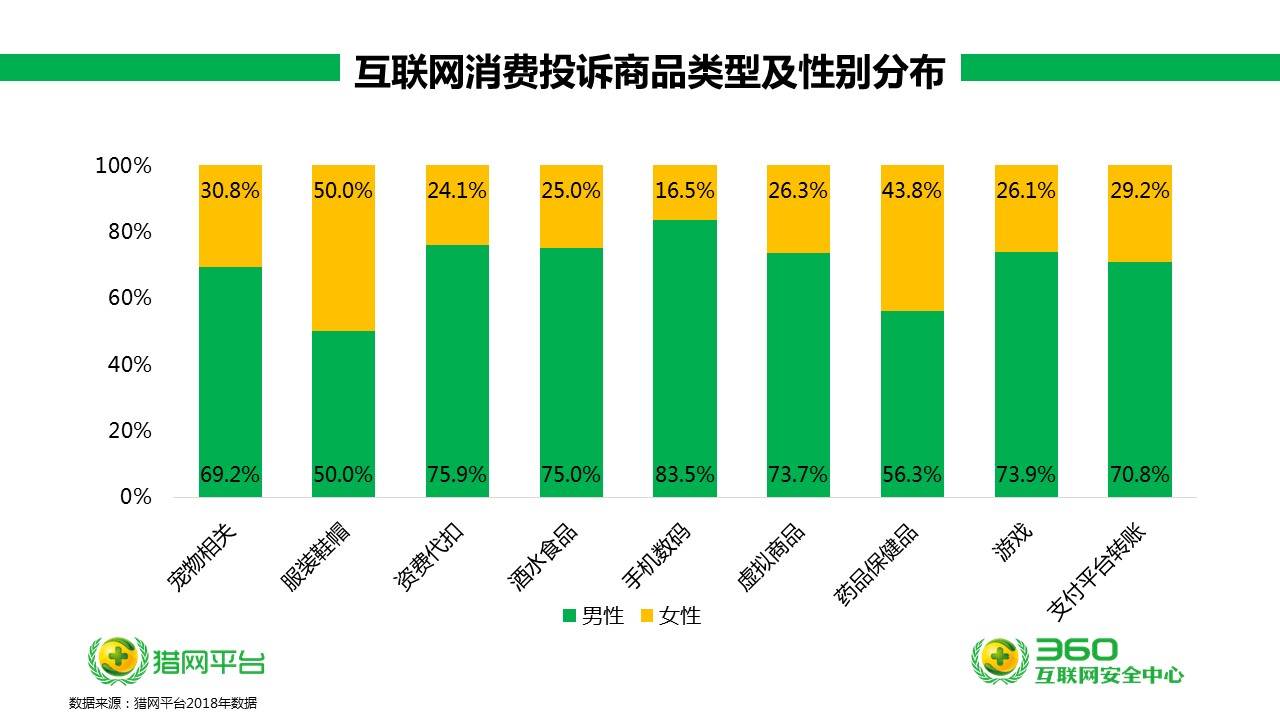 互联网消费投诉商品类型及性别分布
100%
80%
60%
40%
20%
0%
30.8% 50.0% 24.1% 25.0% 16.5% 26.3% 43.8% 26.1% 29.2%
69.2% 50.0% 75.9% 75.0% 83.5% 73.7% 56.3% 73.9% 70.8%
宠物相关 服装鞋帽 资费代扣 酒水食品 手机数码 虚拟商品 药品保健品 游戏 支付平台转账
男性 女性
猎网平台
360
互联网安全中心
数据来源：猎网平台2018年数据